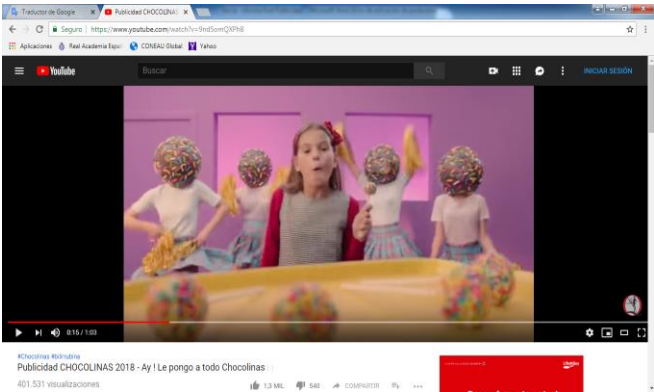 Traductor de Google
Publicidad CHOCOLINAS
Seguro | https://www.youtube.com/watch?v=9nd5omQXPh8
Aplicaciones Real Academia Espa CONEAU Global Yahoo
YouTube Buscar INICIAR SESIÓN
0:15 / 1:03
#Chocolinas #bilirrubina
Publicidad CHOCOLINAS 2018 - Ay ! Le pongo a todo Chocolinas
401.531 visualizaciones 1,3 MIL 540 COMPARTIR